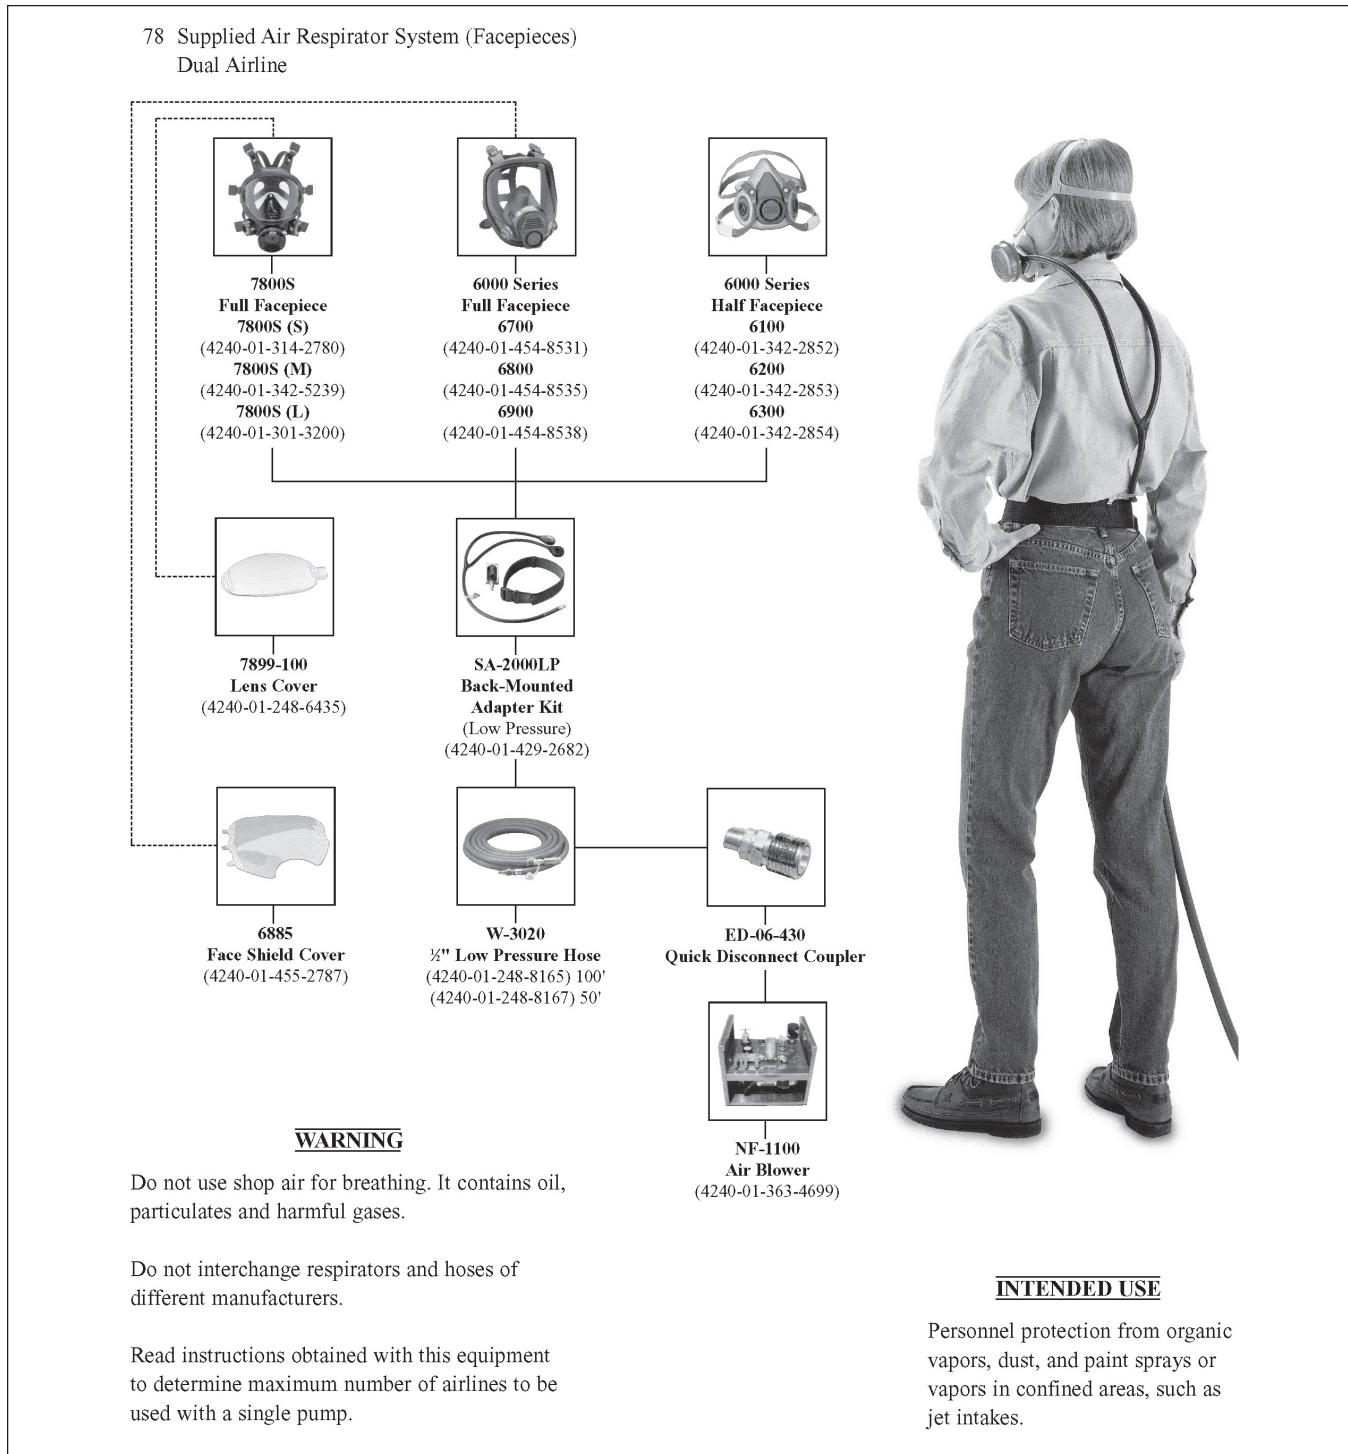 78 Supplied Air Respirator System (Facepieces)
Dual Airline
7800S
Full Facepiece
7800S (S)
(4240-01-314-2780)
7800S (M)
(4240-01-342-5239)
7800S (L)
(4240-01-301-3200)
6000 Series
Full Facepiece
6700
(4240-01-454-8531)
6800
(4240-01-454-8535)
6900
(4240-01-454-8538)
6000 Series
Half Facepiece
6100
(4240-01-342-2852)
6200
(4240-01-342-2853)
6300
(4240-01-342-2854)
7899-100
Lens Cover
(4240-01-248-6435)
SA-2000LP
Back-Mounted
Adapter Kit
(Low Pressure)
(4240-01-429-2682)
6885
Face Shield Cover
(4240-01-455-2787)
W-3020
½" Low Pressure Hose
(4240-01-248-8165) 100'
(4240-01-248-8167) 50'
ED-06-430
Quick Disconnect Coupler
NF-1100
Air Blower
(4240-01-363-4699)
WARNING
Do not use shop air for breathing. It contains oil,
particulates and harmful gases.
Do not interchange respirators and hoses of
different manufacturers.
Read instructions obtained with this equipment
to determine maximum number of airlines to be
used with a single pump.
INTENDED USE
Personnel protection from organic
vapors, dust, and paint sprays or
vapors in confined areas, such as
jet intakes.